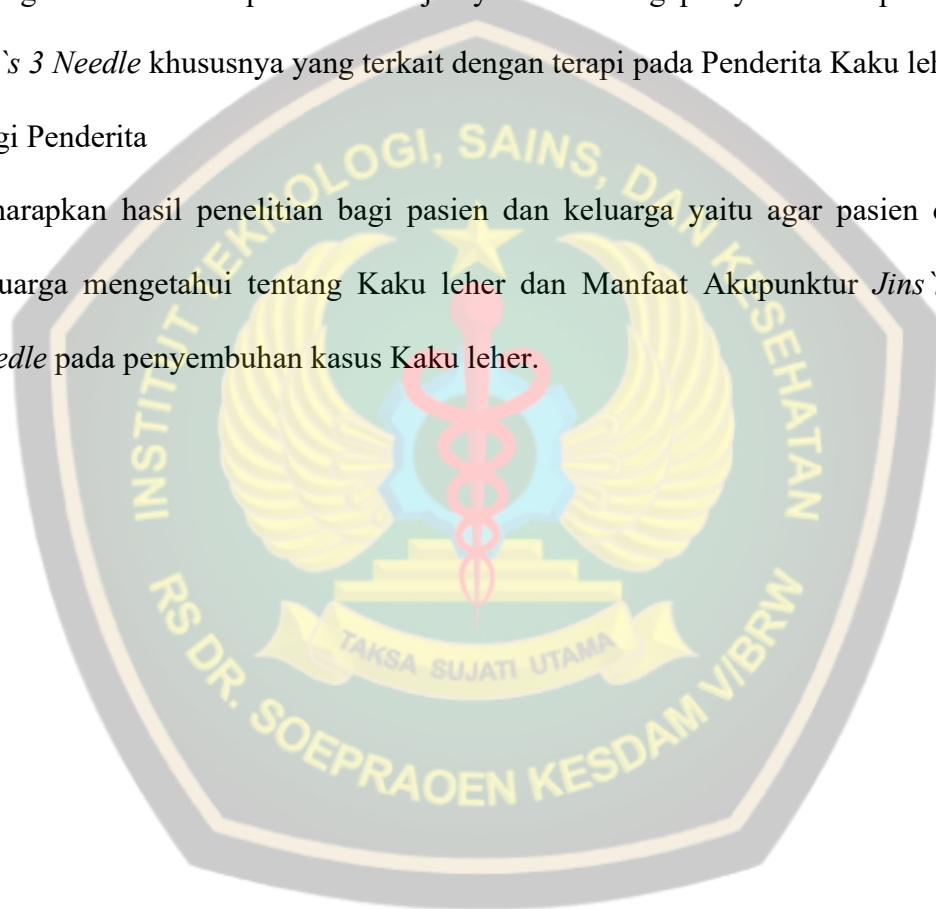 `s 3 Needle khususnya yang terkait dengan terapi pada Penderita Kaku leh
gi Penderita
harapkan hasil penelitian bagi pasien dan keluarga yaitu agar pasien
uarga mengetahui tentang Kaku leher dan Manfaat Akupunktur Jins`
edle pada penyembuhan kasus Kaku leher.
INSTITUT TEKNOLOGI, SAINS, DAN KESEHATAN
TAKSA SUJATI UTAMA
RS DR. SOEPRAOEN KESDAM V/BRW